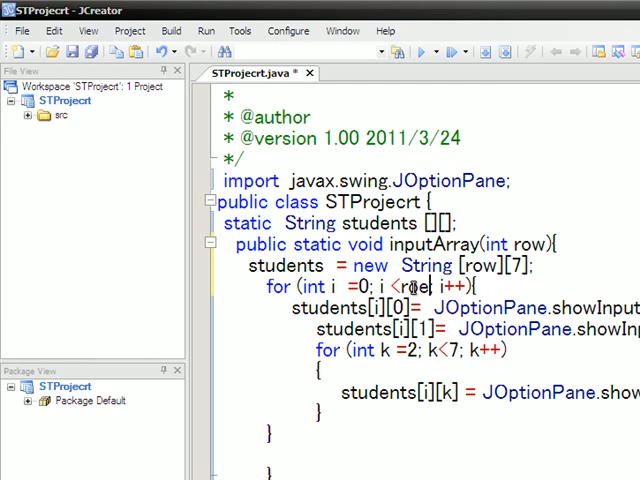 STProjecrt - JCreator
File Edit View Project Build Run Tools Configure Window Help
File View
STProjecrt.java *
Workspace 'STProjecrt': 1 Project
STProjecrt
src
*
* @author
* @version 1.00 2011/3/24
*/
import javax.swing.JOptionPane;
public class STProjecrt {
static String students [][];
public static void inputArray(int row){
students = new String [row][7];
for (int i =0; i <roe; i++){
students[i][0]= JOptionPane.showInput
students[i][1]= JOptionPane.showInp
for (int k =2; k<7; k++)
{
students[i][k] = JOptionPane.show
}
}
}
Package View
STProjecrt
Package Default